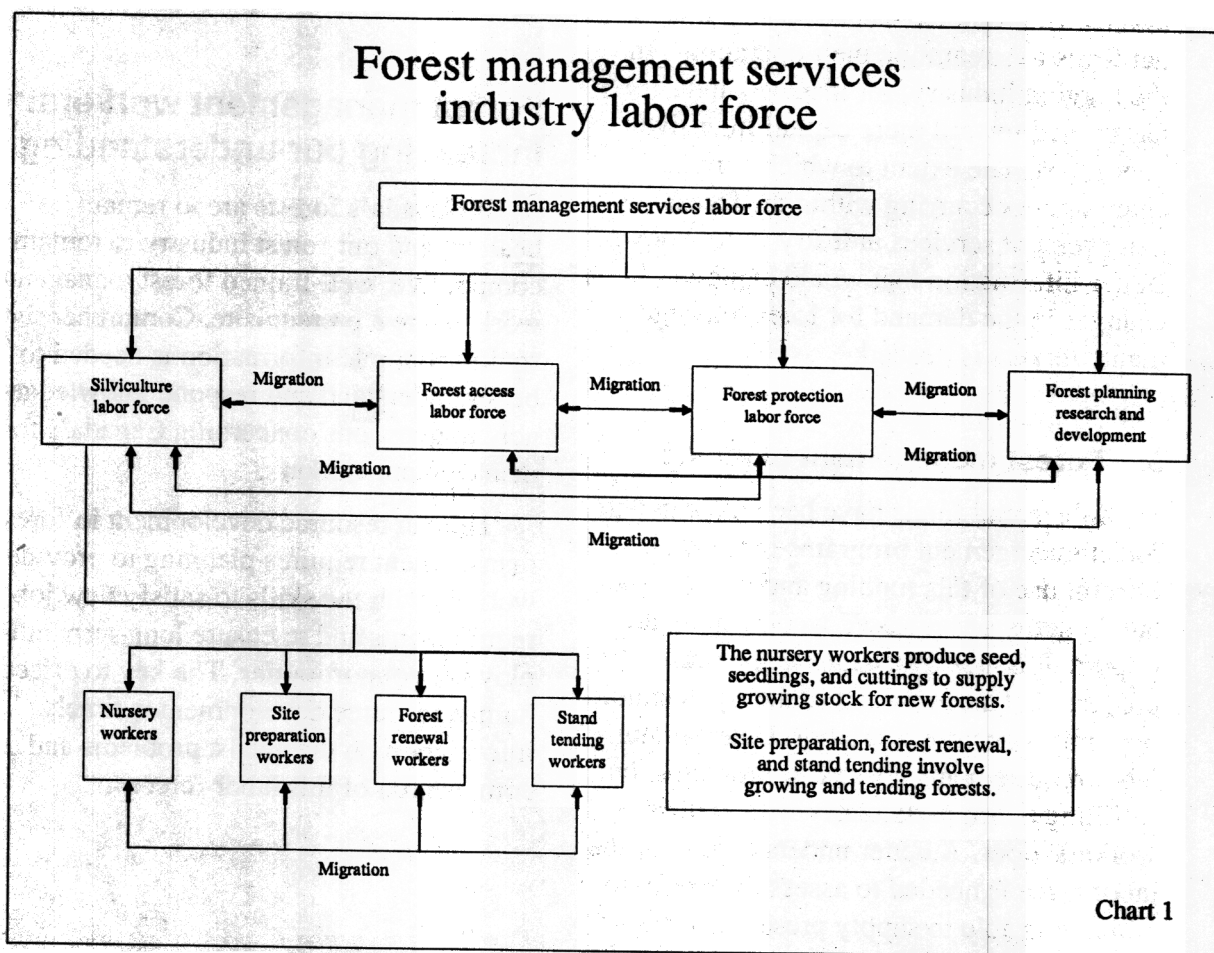 Forest management services
industry labor force
Forest management services labor force
Silviculture
labor force
Migration
Forest access
labor force
Migration
Forest protection
labor force
Migration
Forest planning
research and
development
Migration
Migration
Migration
Nursery
workers
Site
preparation
workers
Forest
renewal
workers
Stand
tending
workers
Migration
The nursery workers produce seed,
seedlings, and cuttings to supply
growing stock for new forests.
Site preparation, forest renewal,
and stand tending involve
growing and tending forests.
Chart 1